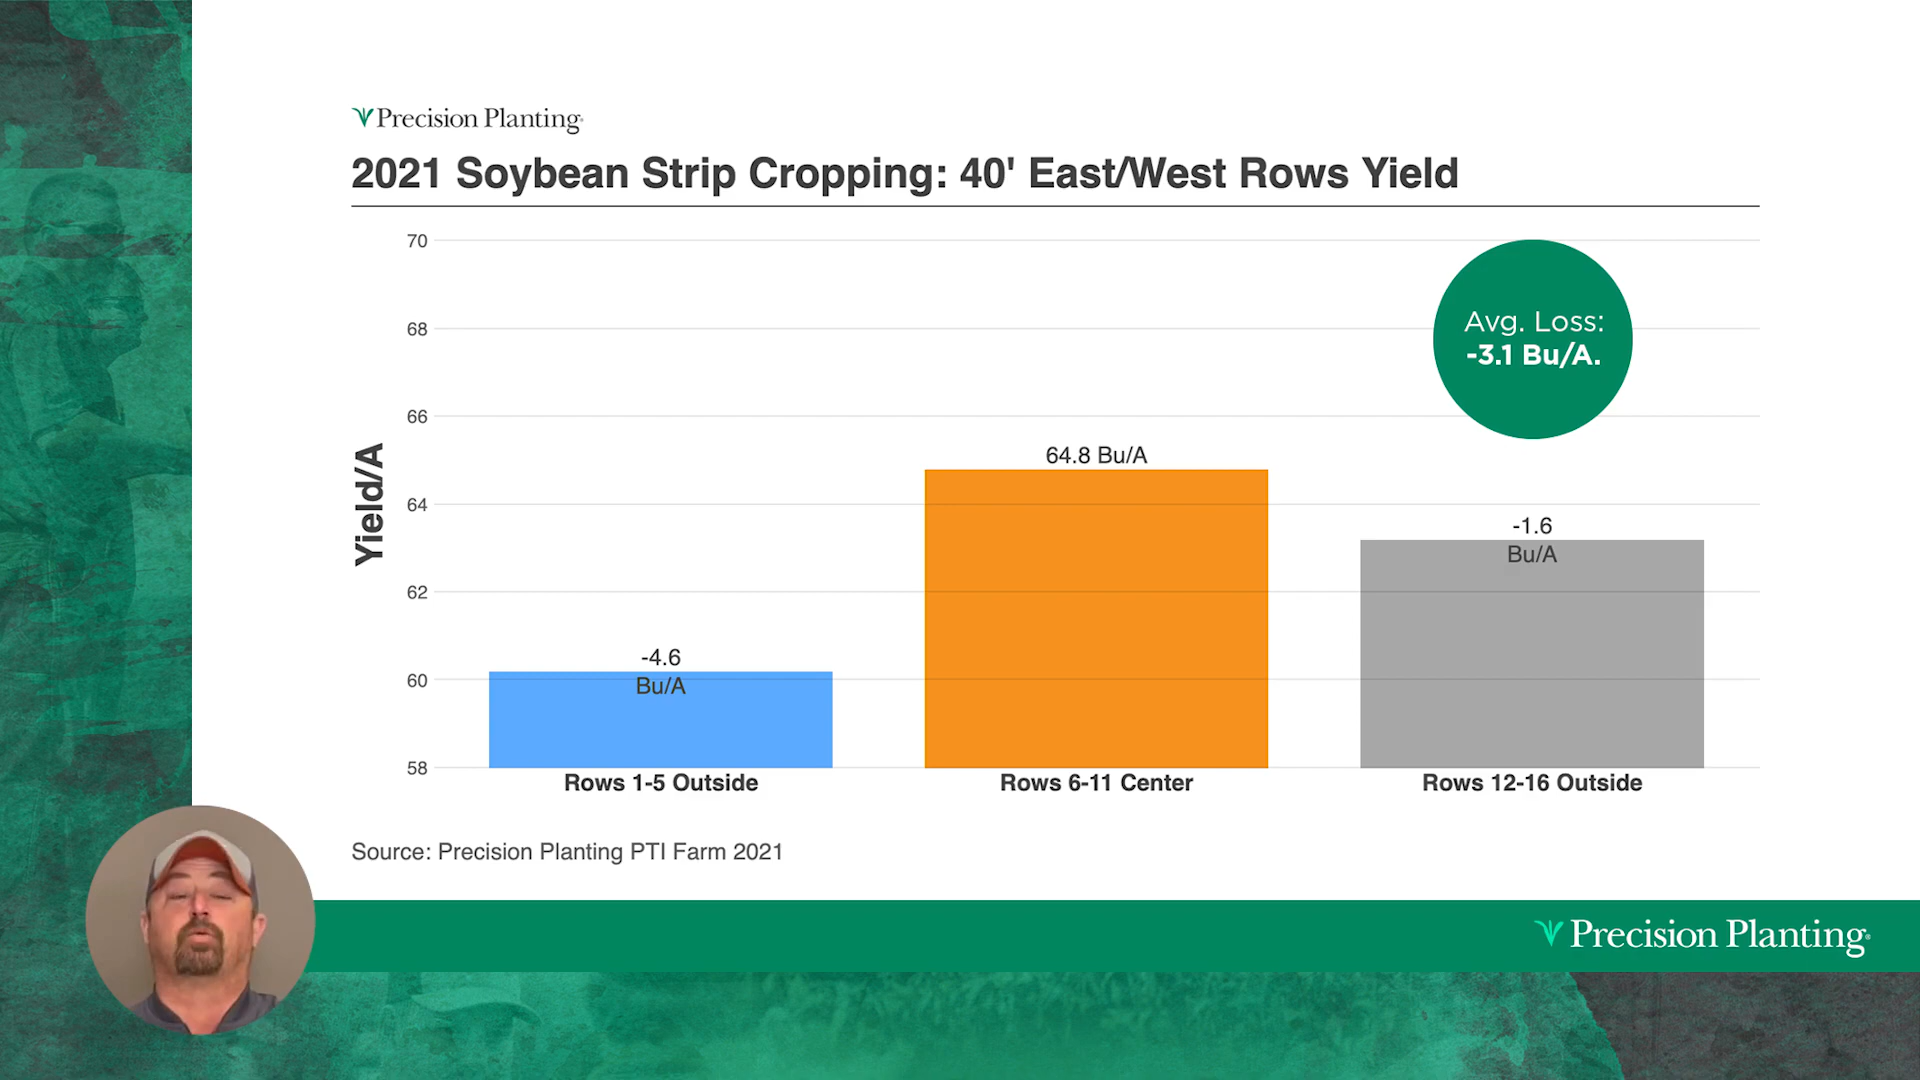 Precision Planting
2021 Soybean Strip Cropping: 40' East/West Rows Yield
70
68
66
64
62
60
58
Yield/A
Avg. Loss:
-3.1 Bu/A.
-4.6
Bu/A
64.8 Bu/A
-1.6
Bu/A
Rows 1-5 Outside
Rows 6-11 Center
Rows 12-16 Outside
Source: Precision Planting PTI Farm 2021
Precision Planting